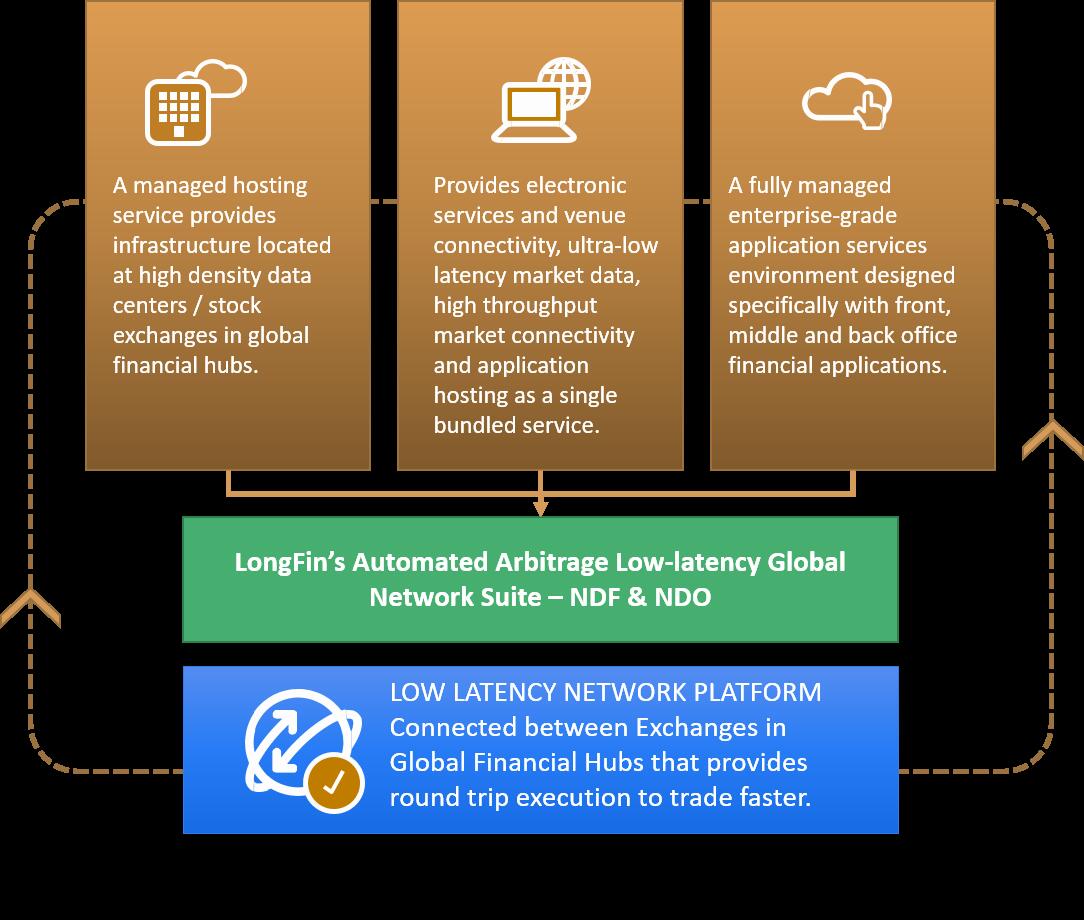 A managed hosting
service provides
infrastructure located
at high density data
centers / stock
exchanges in global
financial hubs.
Provides electronic
services and venue
connectivity, ultra-low
latency market data,
high throughput
market connectivity
and application
hosting as a single
bundled service.
A fully managed
enterprise-grade
application services
environment designed
specifically with front,
middle and back office
financial applications.
LongFin’s Automated Arbitrage Low-latency Global
Network Suite – NDF & NDO
LOW LATENCY NETWORK PLATFORM
Connected between Exchanges in
Global Financial Hubs that provides
round trip execution to trade faster.